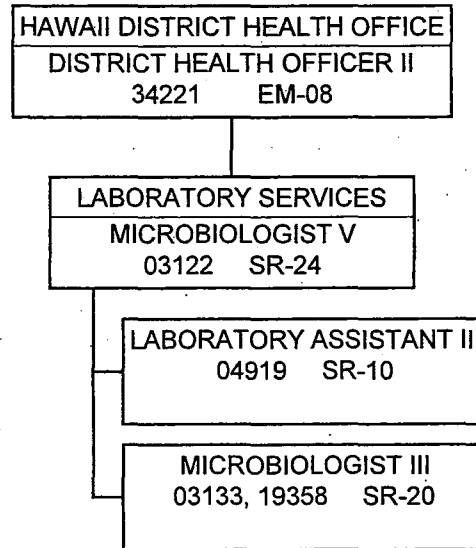 HAWAII DISTRICT HEALTH OFFICE
DISTRICT HEALTH OFFICER II
34221 EM-08
LABORATORY SERVICES
MICROBIOLOGIST V
03122 SR-24
LABORATORY ASSISTANT II
04919 SR-10
MICROBIOLOGIST III
03133, 19358 SR-20